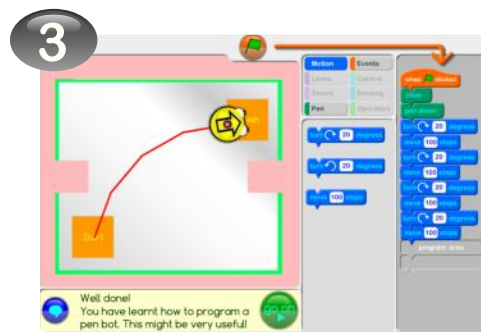 3
Motion Events
Looks Control
Sound Sensing
Pen Operators
when clicked
clear
pen down
turn 20 degrees
move 100 steps
turn 20 degrees
move 100 steps
turn 20 degrees
move 100 steps
turn 20 degrees
move 100 steps
program area
turn 20 degrees
turn 20 degrees
move 100 steps
Start
Well done!
You have learnt how to program a
pen bot. This might be very useful!
go on